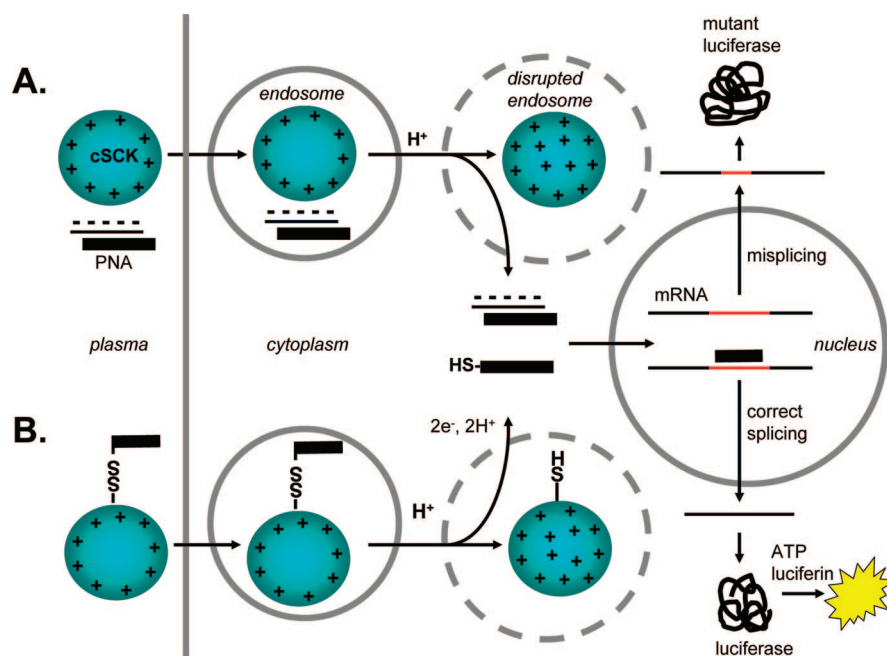 A.
cSCK
+ + + + + + + + +
PNA
plasma
endosome
+ + + + + + + + +
H+
disrupted
endosome
+ + + + + + + + + + + + +
mutant
luciferase
misplicing
mRNA
nucleus
cytoplasm
HS-
correct
splicing
B.
S
S
+ + + + + + + + +
S
S
+ + + + + + + + +
2e-, 2H+
H+
H
S
+ + + + + + + + + + + + +
ATP
luciferin
luciferase